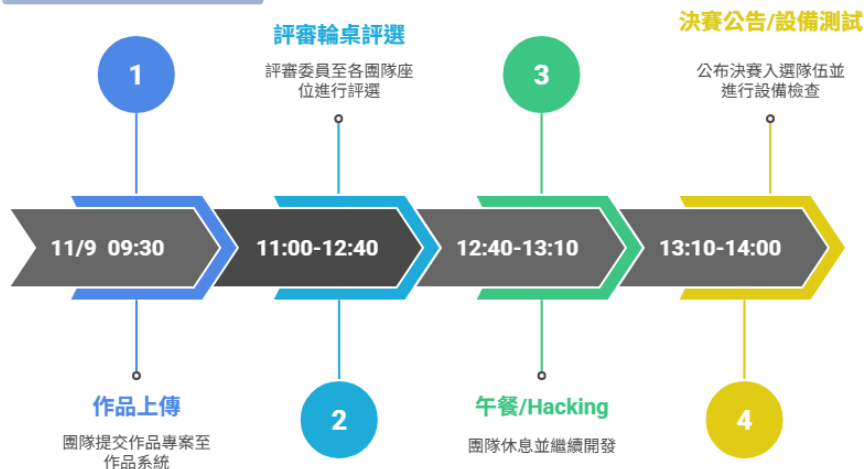 1
11/9 09:30
作品上傳
團隊提交作品專案至
作品系統
評審輪桌評選
評審委員至各團隊座
位進行評選
11:00-12:40
2
3
12:40-13:10
午餐/Hacking
團隊休息並繼續開發
決賽公告/設備測試
公布決賽入選隊伍並
進行設備檢查
13:10-14:00
4